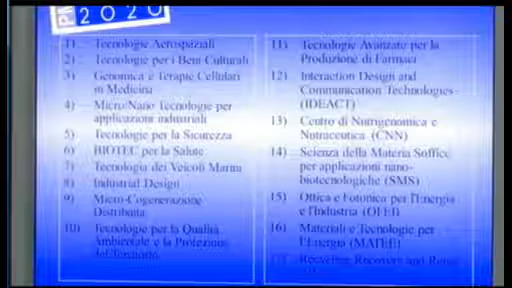 2020
1) Tecnologie Aerospaziali
2) Tecnologie per i Beni Culturali
3) Genomica e Terapie Cellulari
in Medicina
4) Micro/Nano Tecnologie per
applicazioni industriali
5) Tecnologie per la Sicurezza
6) BIOTEC per la Salute
7) Tecnologia dei Veicoli Marini
8) Industrial Design
9) Micro-Cogenerazione
Distribuita
10) Tecnologie per la Qualità
Ambientale e la Protezione
del Territorio
11) Tecnologie Avanzate per la
Produzione di Farmaci
12) Interaction Design and
Communication Technologies
(IDEACT)
13) Centro di Nutrigenomica e
Nutraceutica (CNN)
14) Scienza della Materia Soffice
per applicazioni nano-
biotecnologiche (SMS)
15) Ottica e Fotonica per l'Energia
e l'Industria (OFEI)
16) Materiali e Tecnologie per
l'Energia (MATEE)
17) Recycling Recovery and